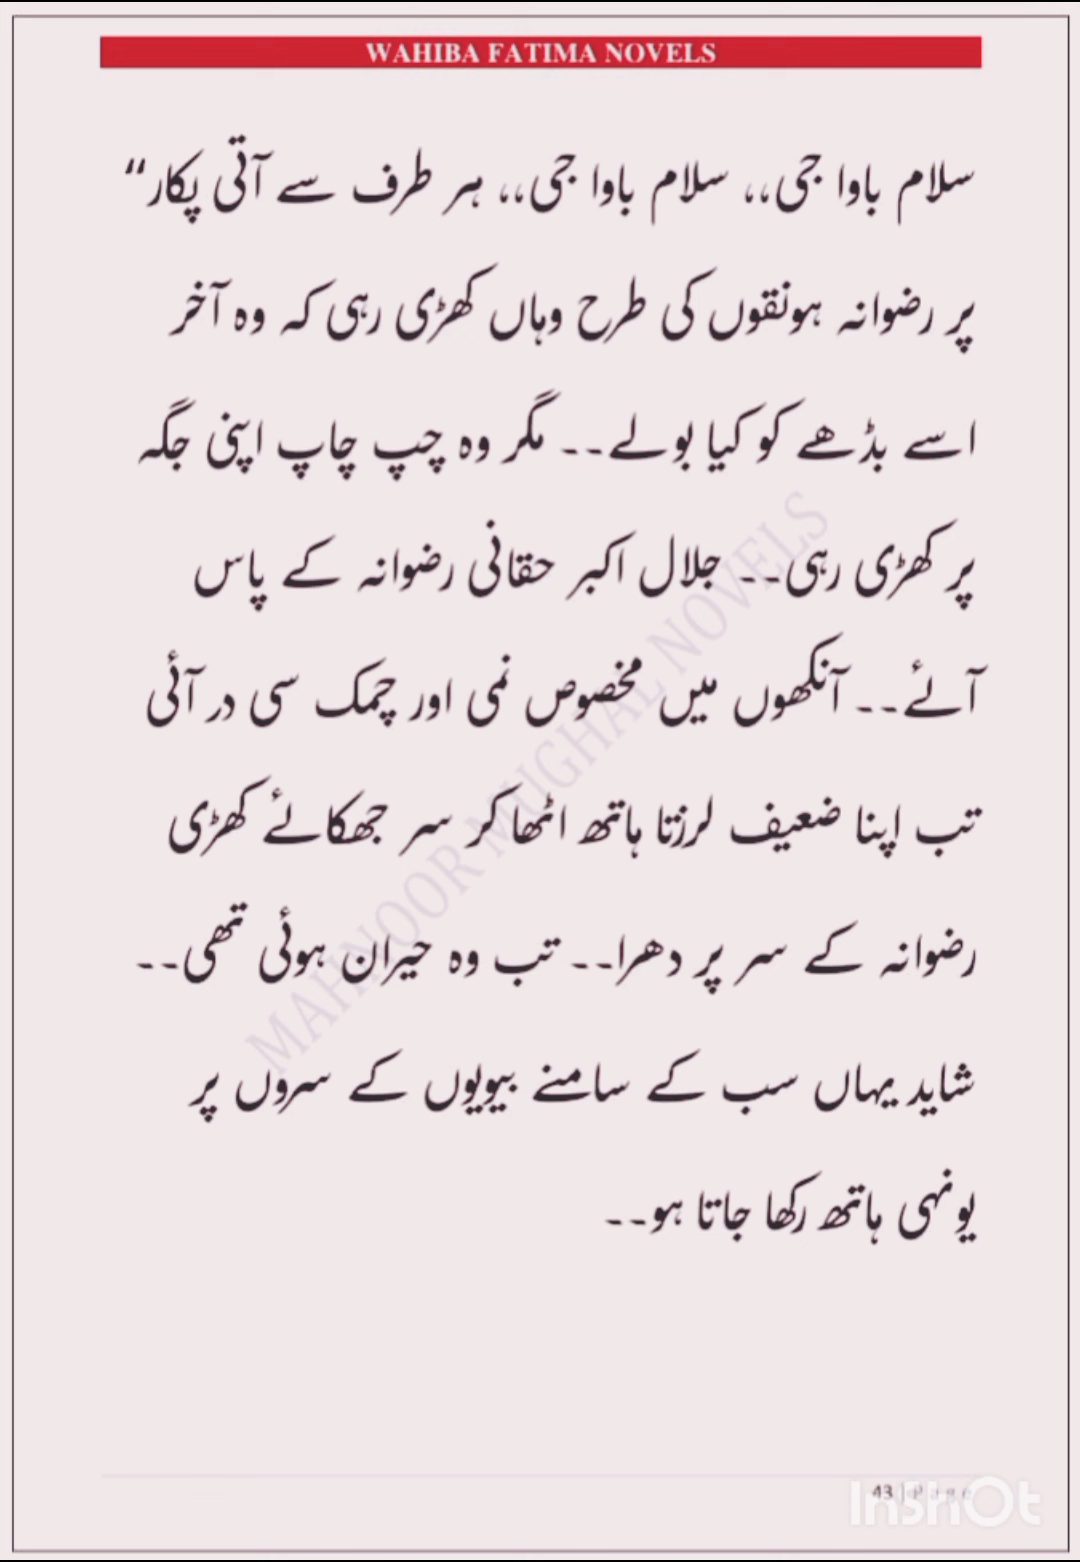 WAHIBA FATIMA NOVELS
سلام باوا جی،، سلام باوا جی،، ہر طرف سے آتی پکار“
پر رضوانہ ہونقوں کی طرح وہاں کھڑی رہی کہ وہ آخر
اسے بڈھے کو کیا بولے۔۔ مگر وہ چپ چاپ اپنی جگہ
پر کھڑی رہی۔۔ جلال اکبر حقانی رضوانہ کے پاس
آئے۔۔ آنکھوں میں مخصوص نمی اور چمک سی در آئی
تب اپنا ضعیف لرزتا ہاتھ اٹھا کر سر جھکائے کھڑی
رضوانہ کے سر پر دھرا۔۔ تب وہ حیران ہوئی تھی۔۔
شاید یہاں سب کے سامنے بیویوں کے سروں پر
یونہی ہاتھ رکھا جاتا ہو۔۔
MAHNOOR MUGHAL NOVELS
43 | Page
InShOt